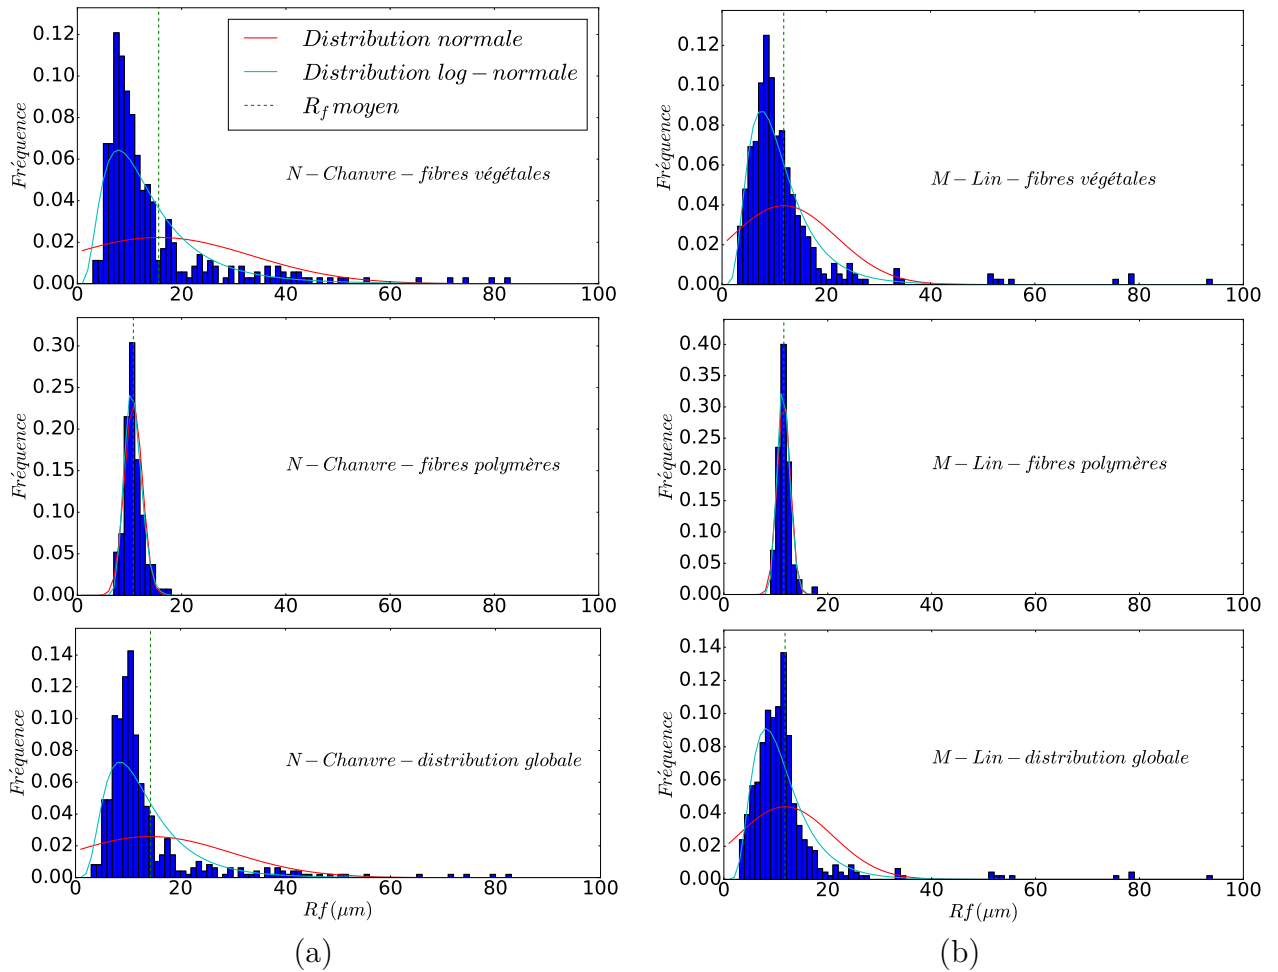 Distribution normale
Distribution log – normale
R_f moyen
N – Chanvre – fibres végétales
Fréquence
0.12
0.10
0.08
0.06
0.04
0.02
0.00
0 20 40 60 80 100
M – Lin – fibres végétales
Fréquence
0.12
0.10
0.08
0.06
0.04
0.02
0.00
0 20 40 60 80 100
N – Chanvre – fibres polymères
Fréquence
0.30
0.25
0.20
0.15
0.10
0.05
0.00
0 20 40 60 80 100
M – Lin – fibres polymères
Fréquence
0.40
0.35
0.30
0.25
0.20
0.15
0.10
0.05
0.00
0 20 40 60 80 100
N – Chanvre – distribution globale
Fréquence
0.14
0.12
0.10
0.08
0.06
0.04
0.02
0.00
0 20 40 60 80 100
Rf(μm)
M – Lin – distribution globale
Fréquence
0.14
0.12
0.10
0.08
0.06
0.04
0.02
0.00
0 20 40 60 80 100
Rf(μm)
(a)
(b)